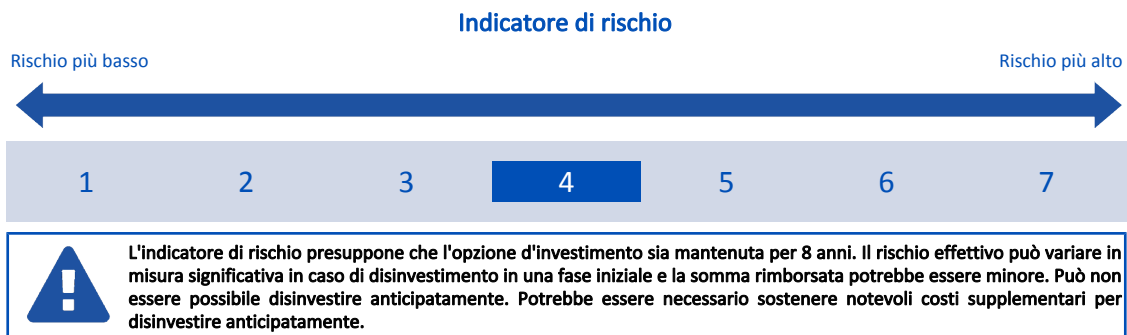 Indicatore di rischio
Rischio più basso
Rischio più alto
1 2 3 4 5 6 7
L'indicatore di rischio presuppone che l'opzione d'investimento sia mantenuta per 8 anni. Il rischio effettivo può variare in
misura significativa in caso di disinvestimento in una fase iniziale e la somma rimborsata potrebbe essere minore. Può non
essere possibile disinvestire anticipatamente. Potrebbe essere necessario sostenere notevoli costi supplementari per
disinvestire anticipatamente.